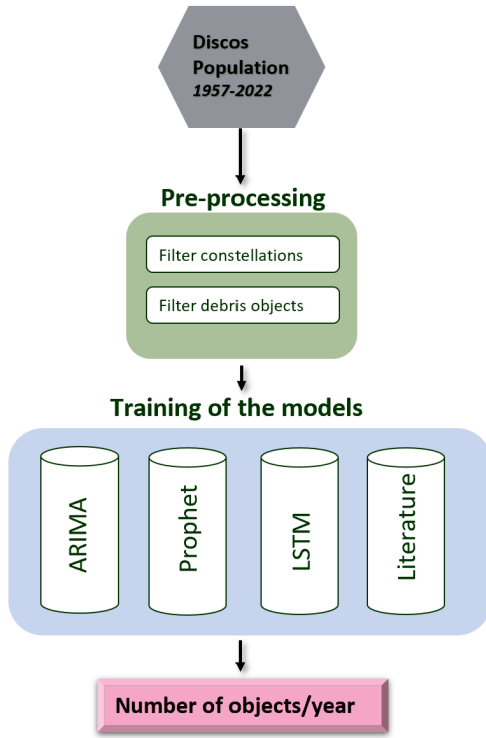 Discos
Population
1957-2022
Pre-processing
Filter constellations
Filter debris objects
Training of the models
ARIMA
Prophet
LSTM
Literature
Number of objects/year